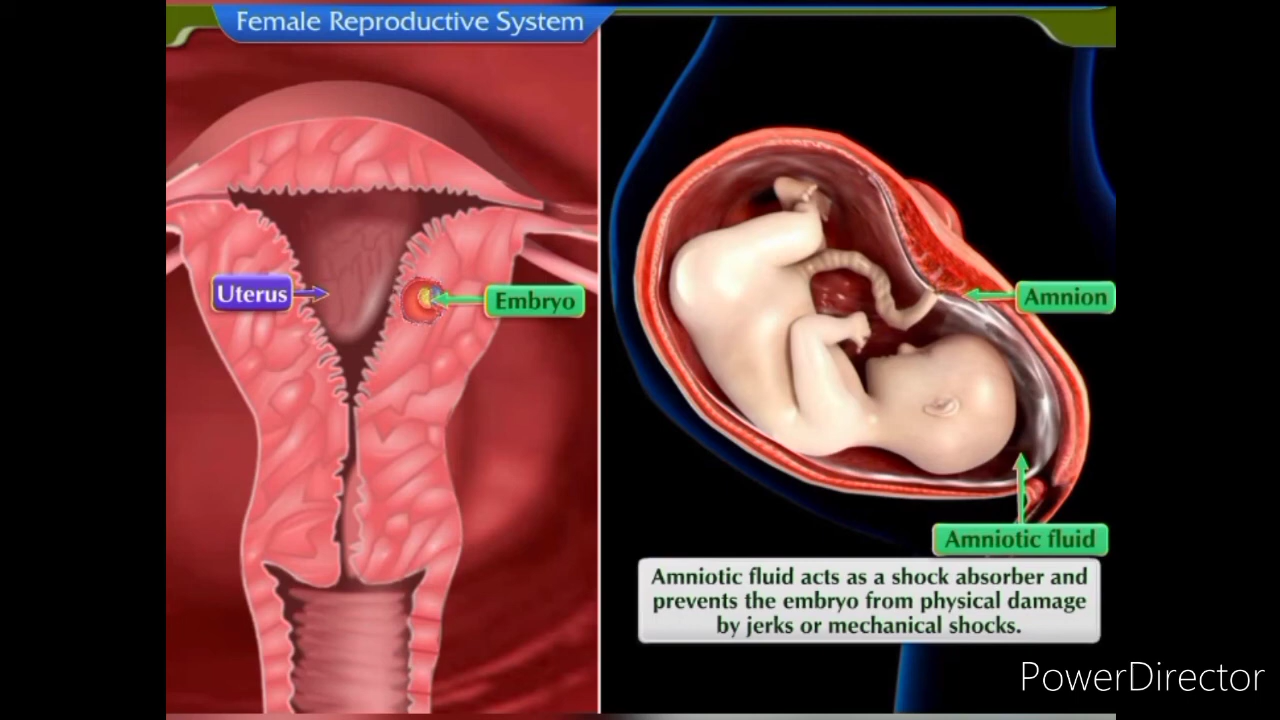 Female Reproductive System
Uterus
Embryo
Amnion
Amniotic fluid
Amniotic fluid acts as a shock absorber and
prevents the embryo from physical damage
by jerks or mechanical shocks.
PowerDirector